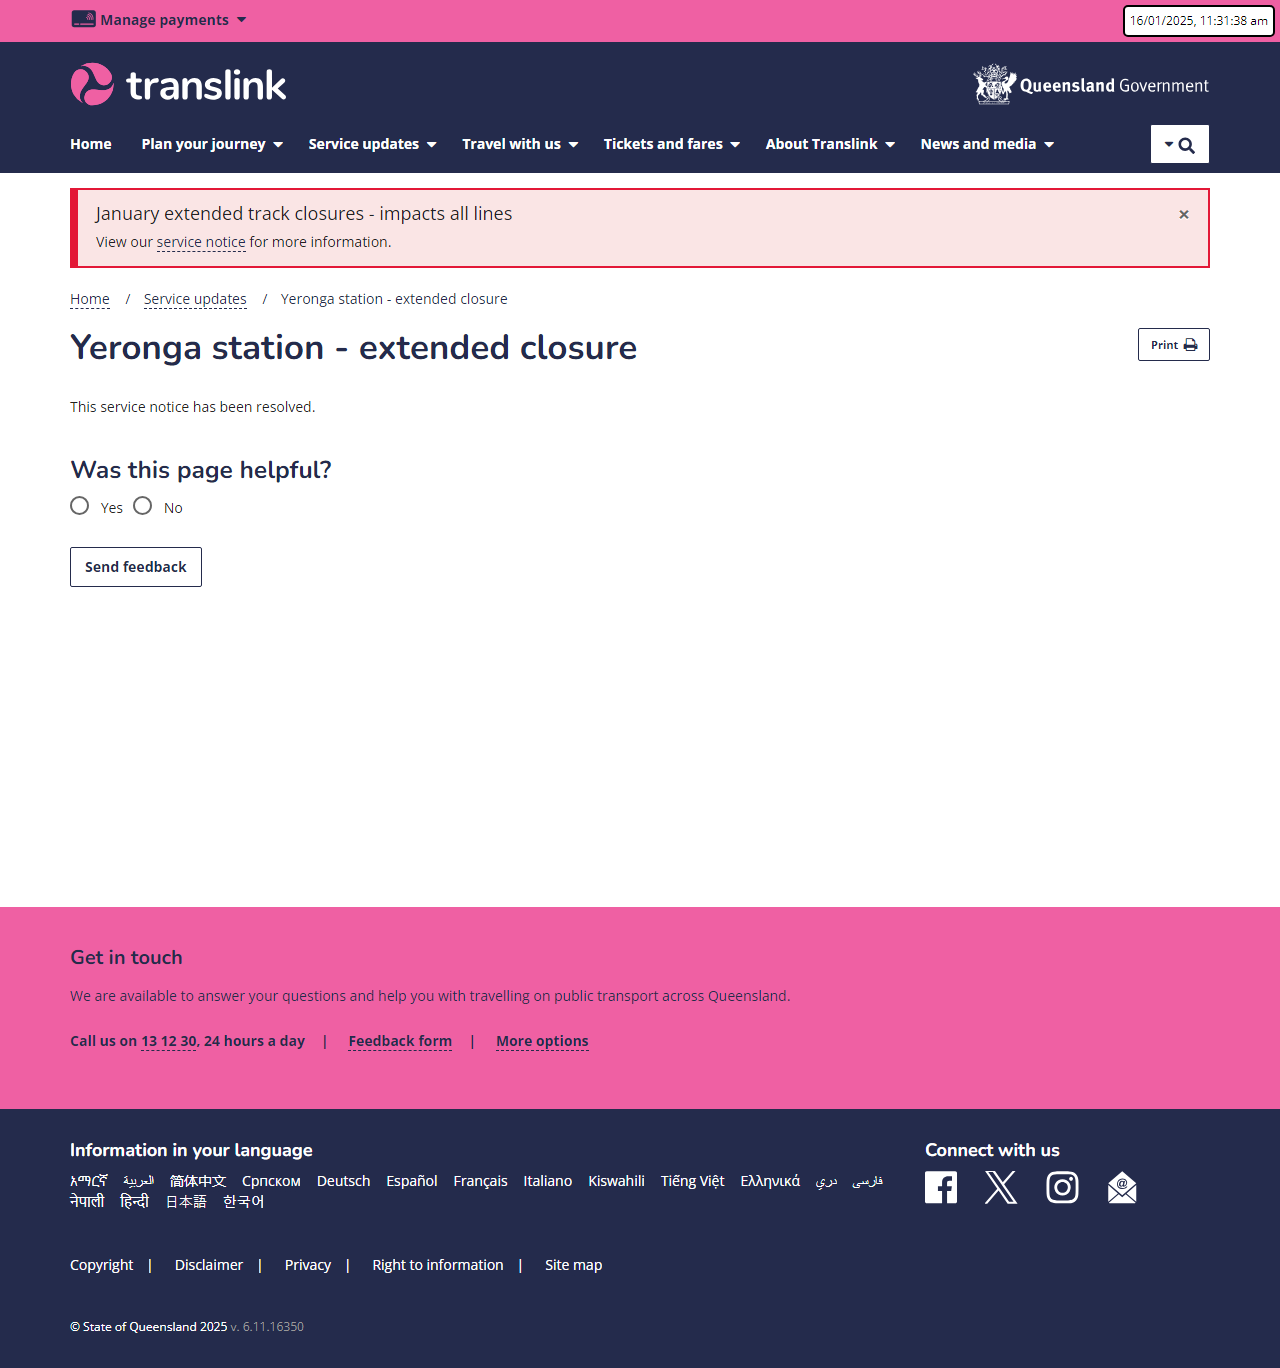 Manage payments
16/01/2025, 11:31:38 am
translink
Queensland Government
Home Plan your journey Service updates Travel with us Tickets and fares About Translink News and media
January extended track closures - impacts all lines
×
View our service notice for more information.
Home / Service updates / Yeronga station - extended closure
Yeronga station - extended closure
Print
This service notice has been resolved.
Was this page helpful?
Yes No
Send feedback
Get in touch
We are available to answer your questions and help you with travelling on public transport across Queensland.
Call us on 13 12 30, 24 hours a day | Feedback form | More options
Information in your language
Connect with us
አማርኛ العربية 简体中文 Српском Deutsch Español Français Italiano Kiswahili Tiếng Việt Ελληνικά دري فارسی
नेपाली हिन्दी 日本語 한국어
Copyright | Disclaimer | Privacy | Right to information | Site map
© State of Queensland 2025 v. 6.11.16350